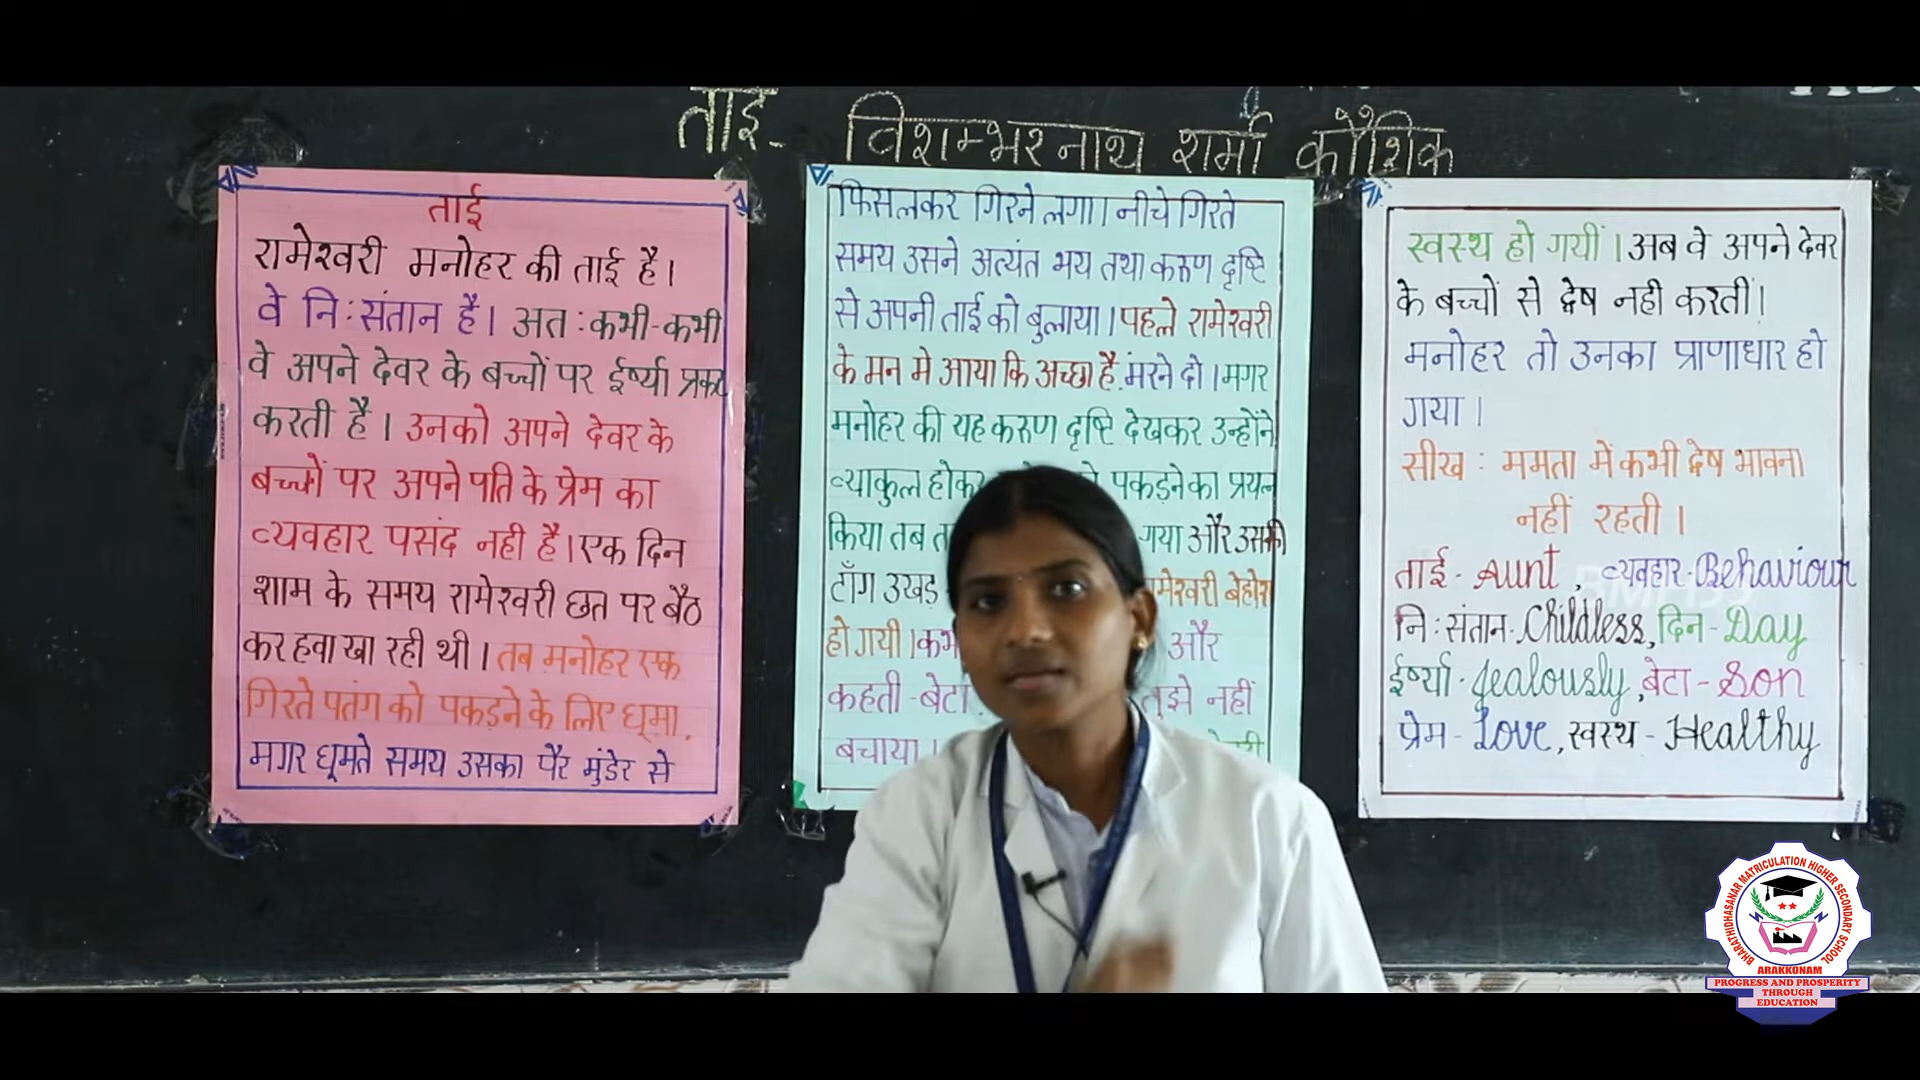 ताई- विशम्भरनाथ शर्मा कौशिक
ताई
रामेश्वरी मनोहर की ताई है।
वे नि:संतान है। अत:कभी-कभी
वे अपने देवर के बच्चों पर ईर्ष्या प्रकट
करती है। उनको अपने देवर के
बच्चों पर अपने पति के प्रेम का
व्यवहार पसंद नही है। एक दिन
शाम के समय रामेश्वरी छत पर बैठ
कर हवा खा रही थी। तब मनोहर एक
गिरते पतंग को पकड़ने के लिए घूमा.
मगर घूमते समय उसका पैर मुंडेर से
फिसलकर गिरने लगा। नीचे गिरते
समय उसने अत्यंत भय तथा करुण दृष्टि
से अपनी ताई को बुलाया। पहले रामेश्वरी
के मन मे आया कि अच्छा है. मरने दो। मगर
मनोहर की यह करुण दृष्टि देखकर उन्होंने
व्याकुल होकर पकड़ने का प्रयत्न
किया तब गया और उसकी
टाँग उखड़ रामेश्वरी बेहोश
हो गयी। और
कहती -बेटा. तुझे नहीं
बचाया।
स्वस्थ हो गयीं। अब वे अपने देवर
के बच्चों से द्वेष नही करतीं।
मनोहर तो उनका प्राणाधार हो
गया।
सीख : ममता में कभी द्वेष भावना
नहीं रहती।
ताई - Aunt, व्यवहार-Behaviour
नि:संतान-Childless, दिन-Day
ईर्ष्या-Jealously, बेटा-Son
प्रेम-Love, स्वस्थ-Healthy
BHARATHIDHASANAR MATRICULATION HIGHER SECONDARY SCHOOL
ARAKKONAM
PROGRESS AND PROSPERITY
THROUGH
EDUCATION